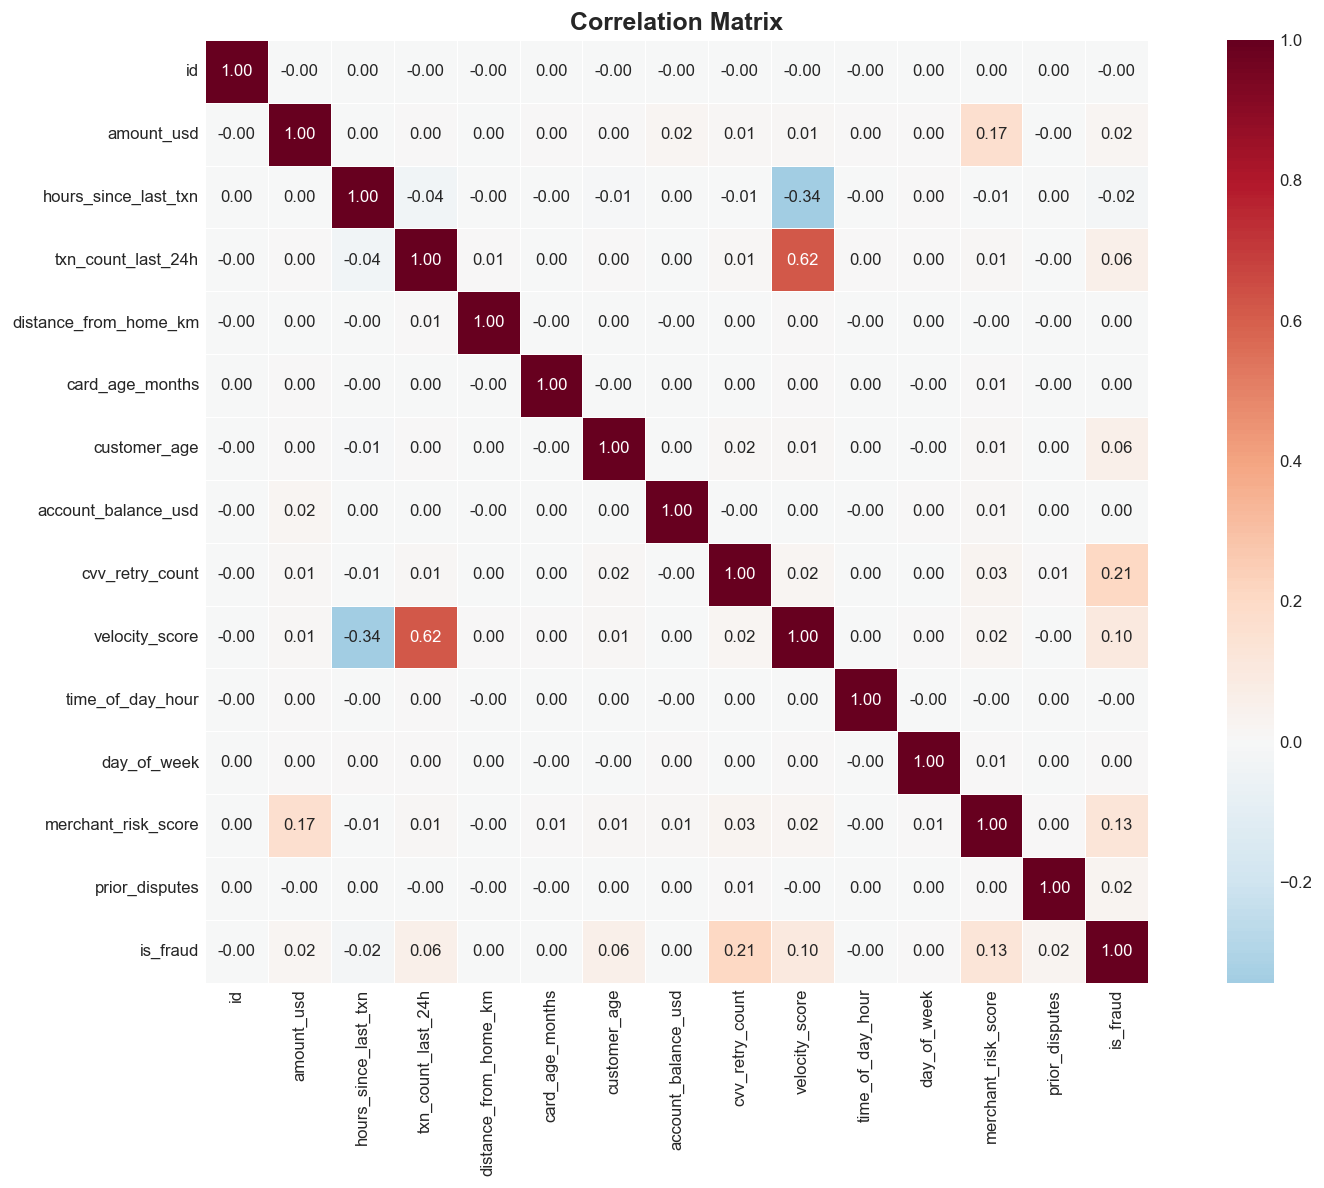 Correlation Matrix
id 1.00 -0.00 0.00 -0.00 -0.00 0.00 -0.00 -0.00 -0.00 -0.00 -0.00 0.00 0.00 0.00 -0.00
amount_usd -0.00 1.00 0.00 0.00 0.00 0.00 0.00 0.02 0.01 0.01 0.00 0.00 0.17 -0.00 0.02
hours_since_last_txn 0.00 0.00 1.00 -0.04 -0.00 -0.00 -0.01 0.00 -0.01 -0.34 -0.00 0.00 -0.01 0.00 -0.02
txn_count_last_24h -0.00 0.00 -0.04 1.00 0.01 0.00 0.00 0.00 0.01 0.62 0.00 0.00 0.01 -0.00 0.06
distance_from_home_km -0.00 0.00 -0.00 0.01 1.00 -0.00 0.00 -0.00 0.00 0.00 -0.00 0.00 -0.00 -0.00 0.00
card_age_months 0.00 0.00 -0.00 0.00 -0.00 1.00 -0.00 0.00 0.00 0.00 0.00 -0.00 0.01 -0.00 0.00
customer_age -0.00 0.00 -0.01 0.00 0.00 -0.00 1.00 0.00 0.02 0.01 0.00 -0.00 0.01 0.00 0.06
account_balance_usd -0.00 0.02 0.00 0.00 -0.00 0.00 0.00 1.00 -0.00 0.00 -0.00 0.00 0.01 0.00 0.00
cvv_retry_count -0.00 0.01 -0.01 0.01 0.00 0.00 0.02 -0.00 1.00 0.02 0.00 0.00 0.03 0.01 0.21
velocity_score -0.00 0.01 -0.34 0.62 0.00 0.00 0.01 0.00 0.02 1.00 0.00 0.00 0.02 -0.00 0.10
time_of_day_hour -0.00 0.00 -0.00 0.00 -0.00 0.00 0.00 -0.00 0.00 0.00 1.00 -0.00 -0.00 0.00 -0.00
day_of_week 0.00 0.00 0.00 0.00 0.00 -0.00 -0.00 0.00 0.00 0.00 -0.00 1.00 0.01 0.00 0.00
merchant_risk_score 0.00 0.17 -0.01 0.01 -0.00 0.01 0.01 0.01 0.03 0.02 -0.00 0.01 1.00 0.00 0.13
prior_disputes 0.00 -0.00 0.00 -0.00 -0.00 -0.00 0.00 0.00 0.01 -0.00 0.00 0.00 0.00 1.00 0.02
is_fraud -0.00 0.02 -0.02 0.06 0.00 0.00 0.06 0.00 0.21 0.10 -0.00 0.00 0.13 0.02 1.00
id
amount_usd
hours_since_last_txn
txn_count_last_24h
distance_from_home_km
card_age_months
customer_age
account_balance_usd
cvv_retry_count
velocity_score
time_of_day_hour
day_of_week
merchant_risk_score
prior_disputes
is_fraud
1.0
0.8
0.6
0.4
0.2
0.0
−0.2